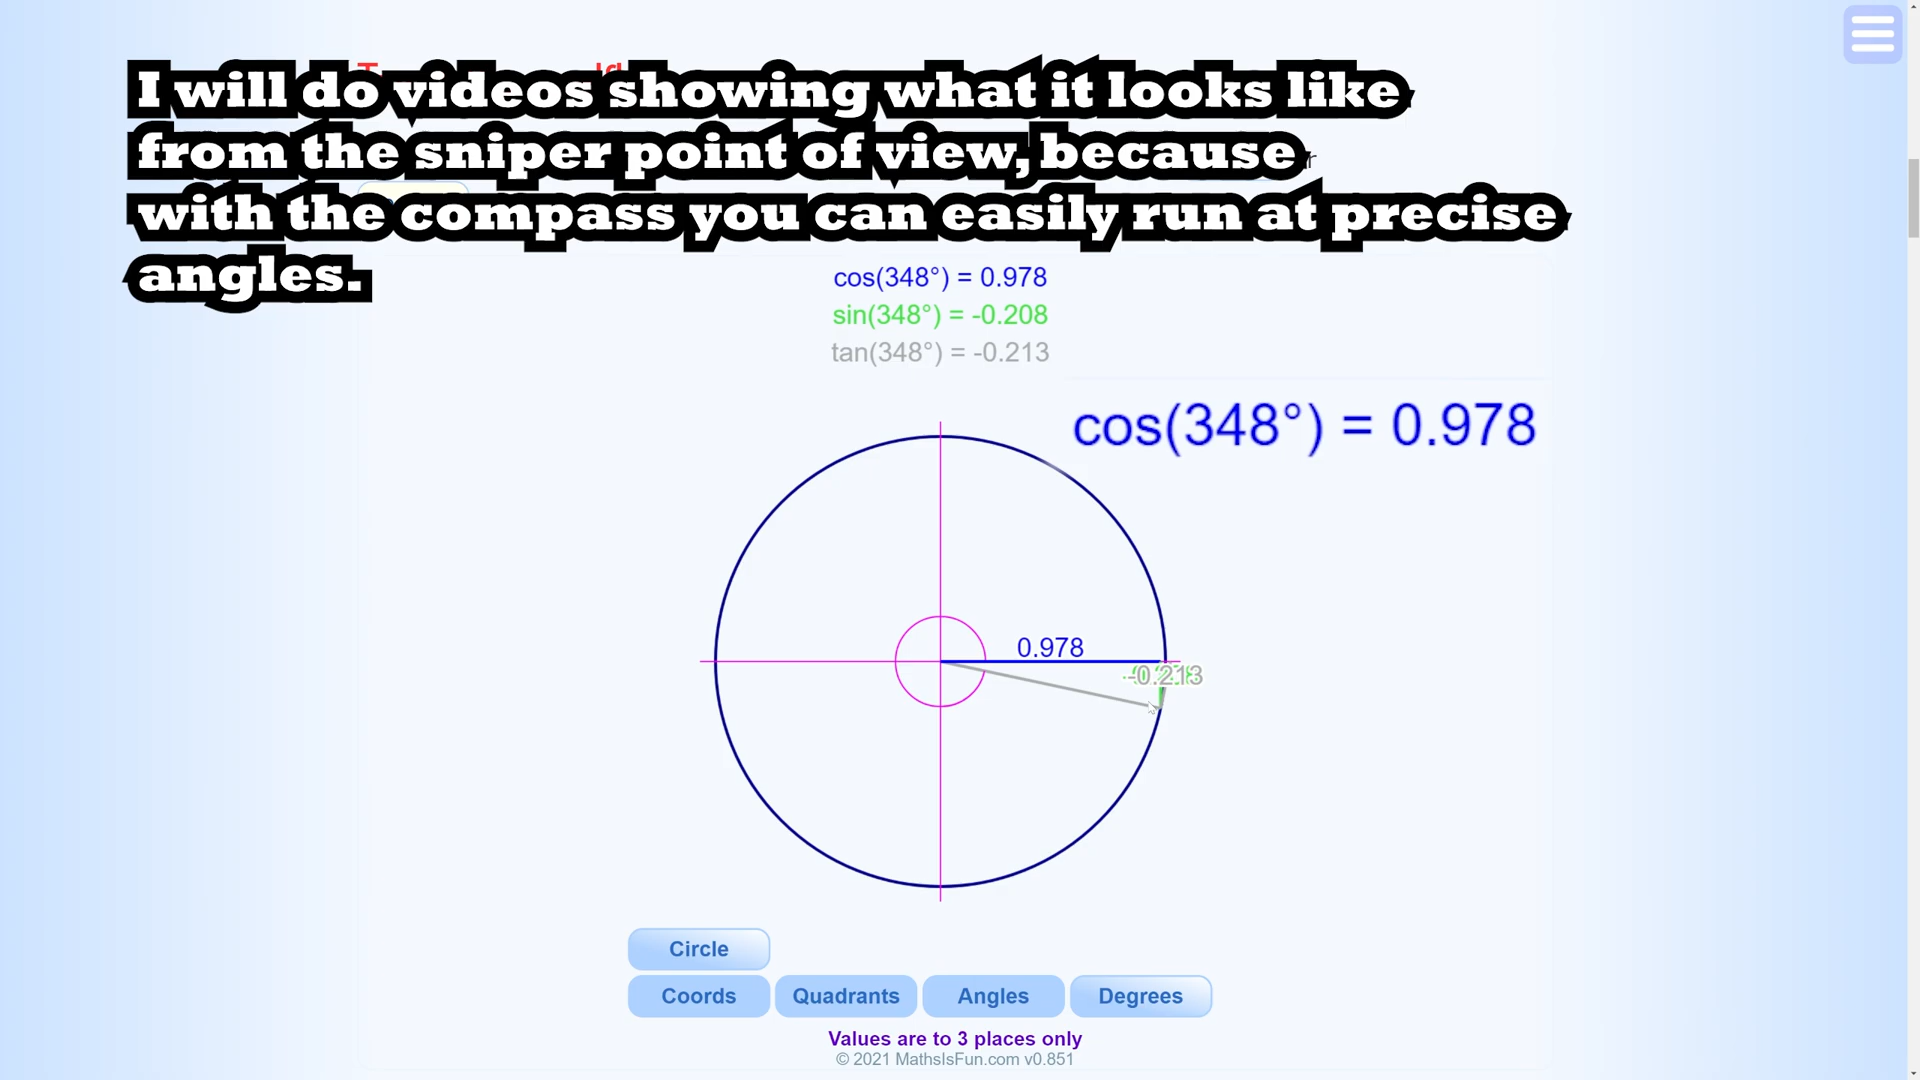 I will do videos showing what it looks like
from the sniper point of view, because
with the compass you can easily run at precise
angles.
cos(348°) = 0.978
sin(348°) = -0.208
tan(348°) = -0.213
cos(348°) = 0.978
0.978
-0.213
Circle
Coords Quadrants Angles Degrees
Values are to 3 places only
© 2021 MathsIsFun.com v0.851